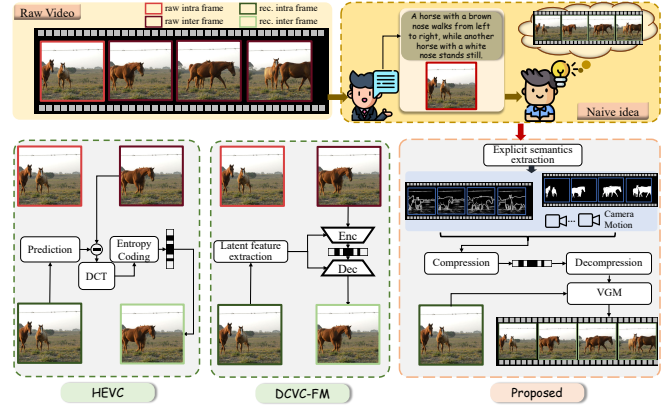 Raw Video
raw intra frame
rec. intra frame
raw inter frame
rec. inter frame
A horse with a brown
nose walks from left
to right, while another
horse with a white
nose stands still.
Naive idea
Prediction
DCT
Entropy
Coding
HEVC
Latent feature
extraction
Enc
Dec
DCVC-FM
Explicit semantics
extraction
Camera
Motion
Compression
Decompression
VGM
Proposed